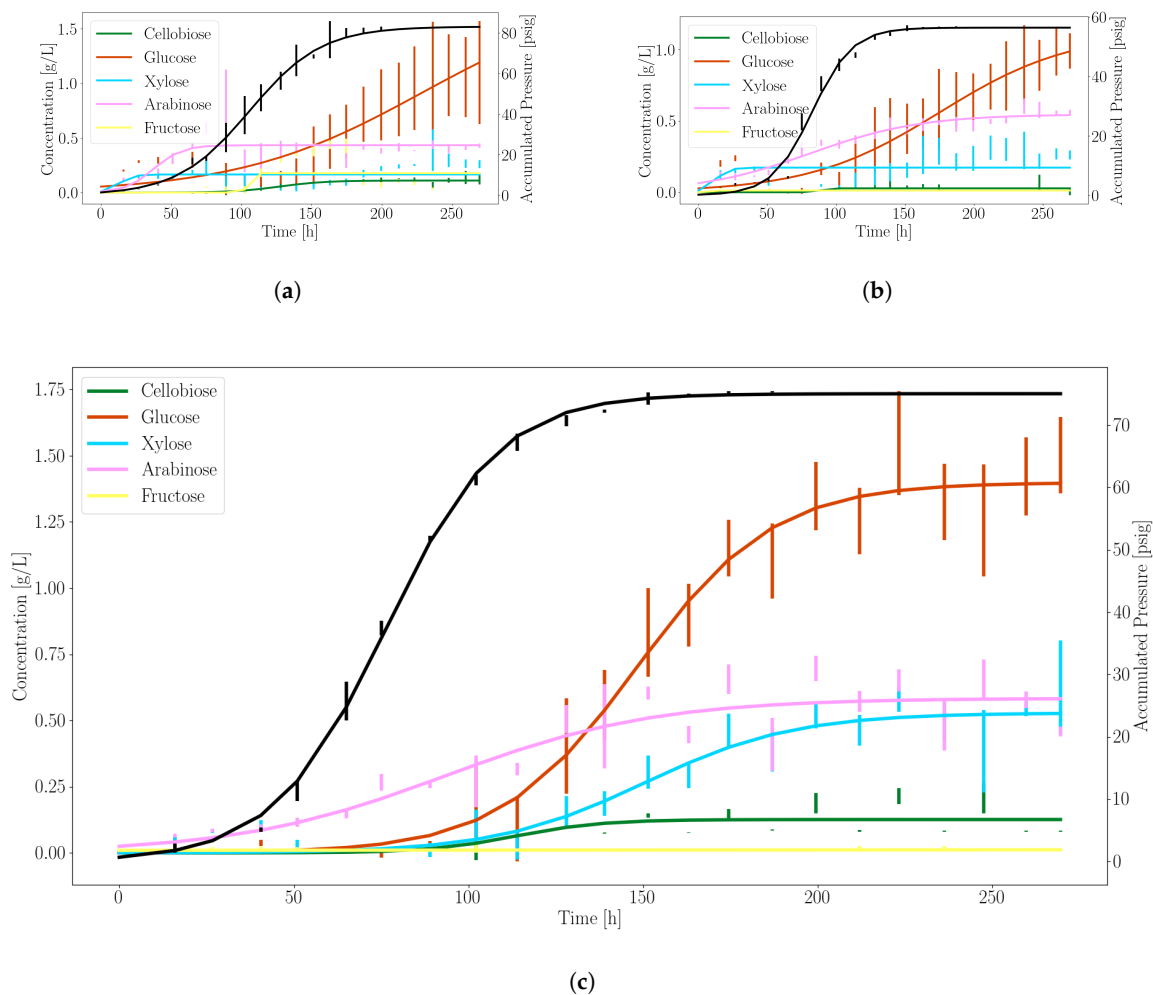 Cellobiose
Glucose
Xylose
Arabinose
Fructose
1.5
1.0
0.5
0.0
Concentration [g/L]
80
60
40
20
0
Accumulated Pressure [psig]
0
50
100
150
200
250
Time [h]
(a)
Cellobiose
Glucose
Xylose
Arabinose
Fructose
1.0
0.5
0.0
Concentration [g/L]
60
40
20
0
Accumulated Pressure [psig]
0
50
100
150
200
250
Time [h]
(b)
Cellobiose
Glucose
Xylose
Arabinose
Fructose
1.75
1.50
1.25
1.00
0.75
0.50
0.25
0.00
Concentration [g/L]
70
60
50
40
30
20
10
0
Accumulated Pressure [psig]
0
50
100
150
200
250
Time [h]
(c)